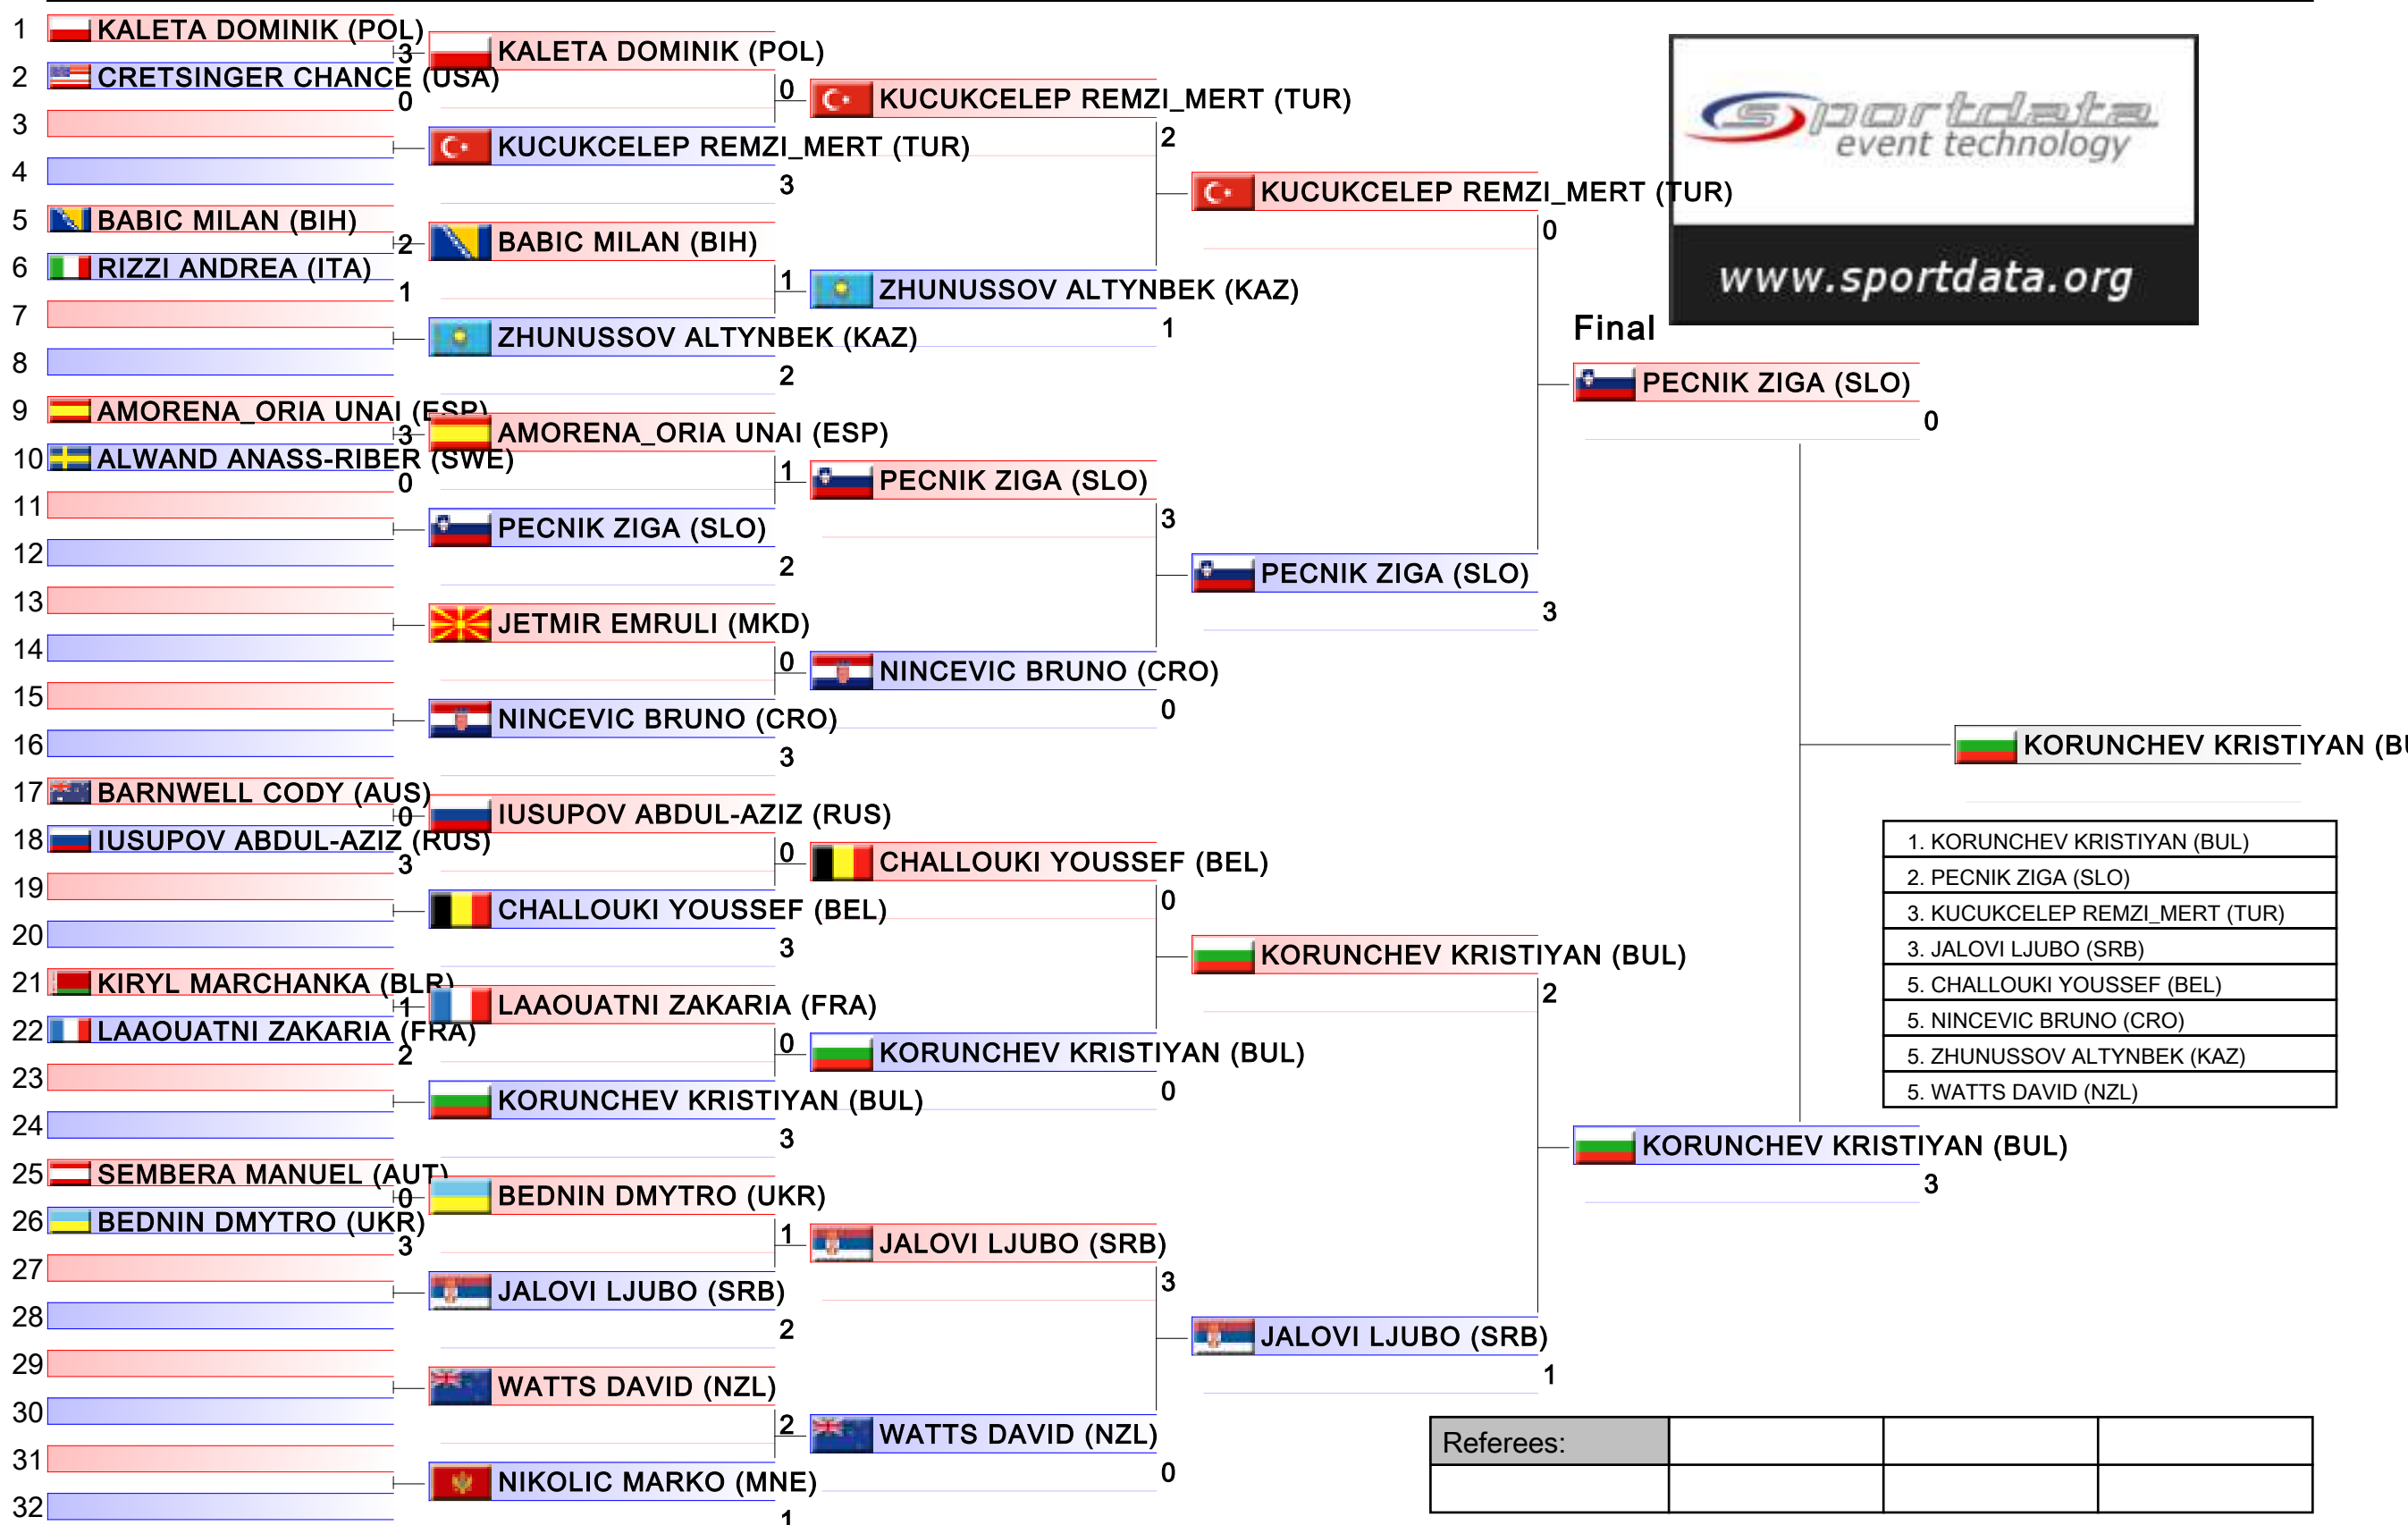 1 KALETA DOMINIK (POL)
3
2 CRETSINGER CHANCE (USA)
0
3
4
5 BABIC MILAN (BIH)
2
6 RIZZI ANDREA (ITA)
1
7
8
9 AMORENA_ORIA UNAI (ESP)
3
10 ALWAND ANASS-RIBER (SWE)
0
11
12
13
14
15
16
17 BARNWELL CODY (AUS)
0
18 IUSUPOV ABDUL-AZIZ (RUS)
3
19
20
21 KIRYL MARCHANKA (BLR)
1
22 LAAOUATNI ZAKARIA (FRA)
2
23
24
25 SEMBERA MANUEL (AUT)
0
26 BEDNIN DMYTRO (UKR)
3
27
28
29
30
31
32
KALETA DOMINIK (POL)
0
KUCUKCELEP REMZI_MERT (TUR)
3
BABIC MILAN (BIH)
1
ZHUNUSSOV ALTYNBEK (KAZ)
2
AMORENA_ORIA UNAI (ESP)
1
PECNIK ZIGA (SLO)
2
JETMIR EMRULI (MKD)
0
NINCEVIC BRUNO (CRO)
3
IUSUPOV ABDUL-AZIZ (RUS)
0
CHALLOUKI YOUSSEF (BEL)
3
LAAOUATNI ZAKARIA (FRA)
0
KORUNCHEV KRISTIYAN (BUL)
3
BEDNIN DMYTRO (UKR)
1
JALOVI LJUBO (SRB)
2
WATTS DAVID (NZL)
2
NIKOLIC MARKO (MNE)
1
KUCUKCELEP REMZI_MERT (TUR)
2
ZHUNUSSOV ALTYNBEK (KAZ)
1
PECNIK ZIGA (SLO)
3
NINCEVIC BRUNO (CRO)
0
CHALLOUKI YOUSSEF (BEL)
0
KORUNCHEV KRISTIYAN (BUL)
0
JALOVI LJUBO (SRB)
3
WATTS DAVID (NZL)
0
KUCUKCELEP REMZI_MERT (TUR)
0
PECNIK ZIGA (SLO)
3
KORUNCHEV KRISTIYAN (BUL)
2
JALOVI LJUBO (SRB)
1
Final
PECNIK ZIGA (SLO)
0
KORUNCHEV KRISTIYAN (BUL)
3
sportdata
event technology
www.sportdata.org
KORUNCHEV KRISTIYAN (BU
1. KORUNCHEV KRISTIYAN (BUL)
2. PECNIK ZIGA (SLO)
3. KUCUKCELEP REMZI_MERT (TUR)
3. JALOVI LJUBO (SRB)
5. CHALLOUKI YOUSSEF (BEL)
5. NINCEVIC BRUNO (CRO)
5. ZHUNUSSOV ALTYNBEK (KAZ)
5. WATTS DAVID (NZL)
Referees: